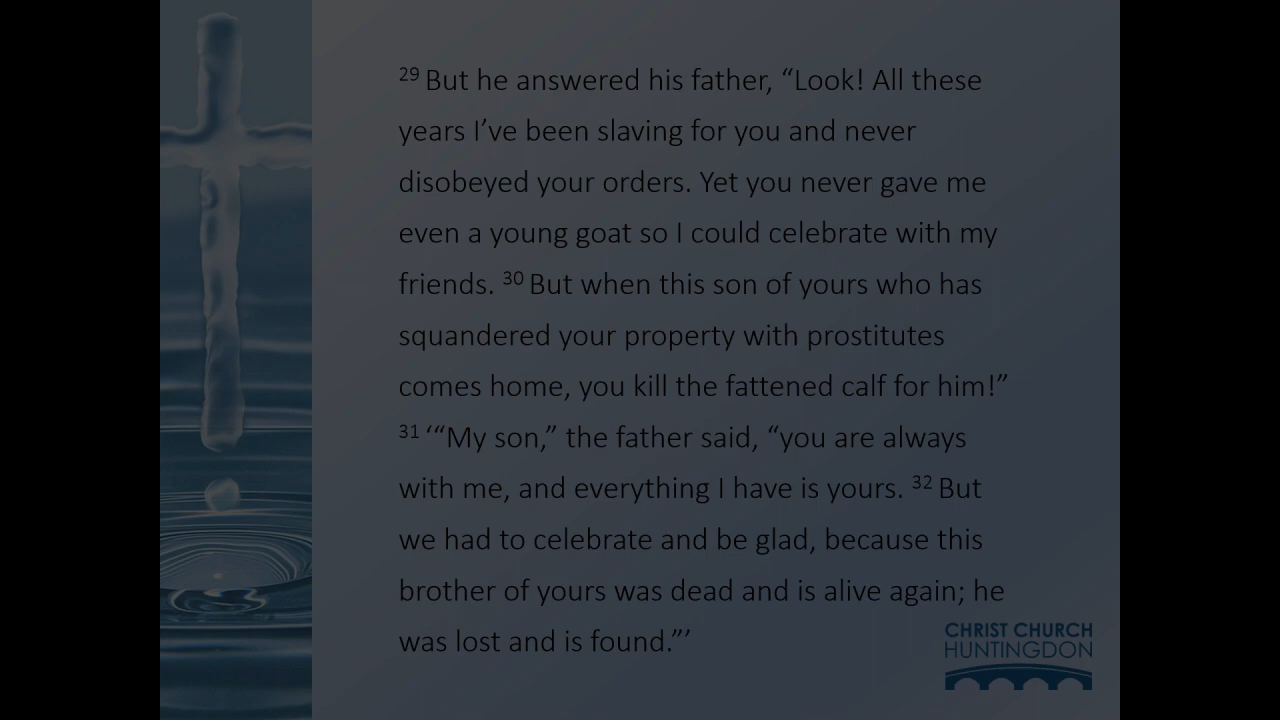 29 But he answered his father, “Look! All these
years I’ve been slaving for you and never
disobeyed your orders. Yet you never gave me
even a young goat so I could celebrate with my
friends. 30 But when this son of yours who has
squandered your property with prostitutes
comes home, you kill the fattened calf for him!”
31 ‘“My son,” the father said, “you are always
with me, and everything I have is yours. 32 But
we had to celebrate and be glad, because this
brother of yours was dead and is alive again; he
was lost and is found.”’
CHRIST CHURCH
HUNTINGDON